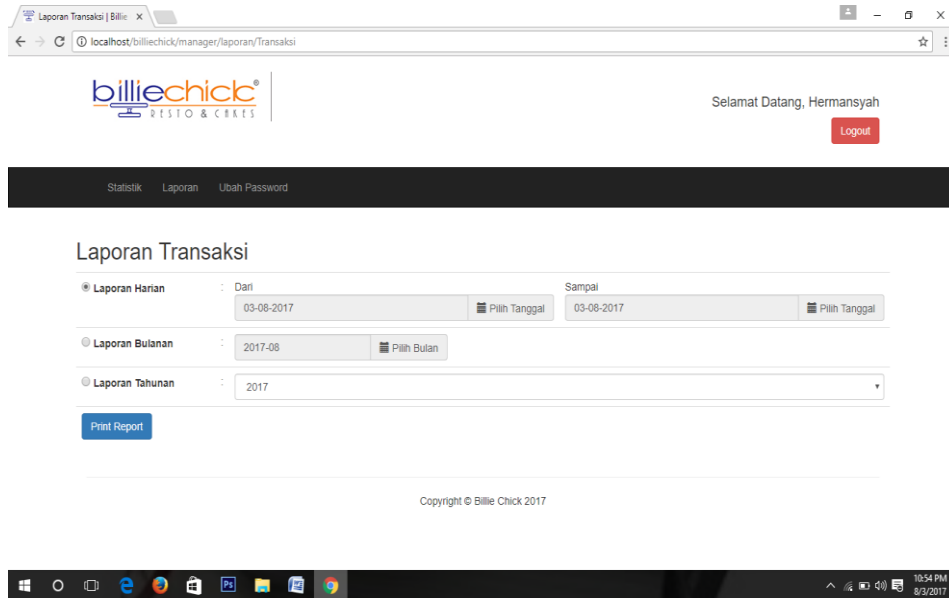 Laporan Transaksi | Billie
localhost/billiechick/manager/laporan/Transaksi
billiechick®
RESTO & CAKES
Selamat Datang, Hermansyah
Logout
Statistik Laporan Ubah Password
Laporan Transaksi
Laporan Harian : Dari Sampai
03-08-2017 Pilih Tanggal 03-08-2017 Pilih Tanggal
Laporan Bulanan : 2017-08 Pilih Bulan
Laporan Tahunan : 2017
Print Report
Copyright © Billie Chick 2017
Ps
10:54 PM
8/3/2017